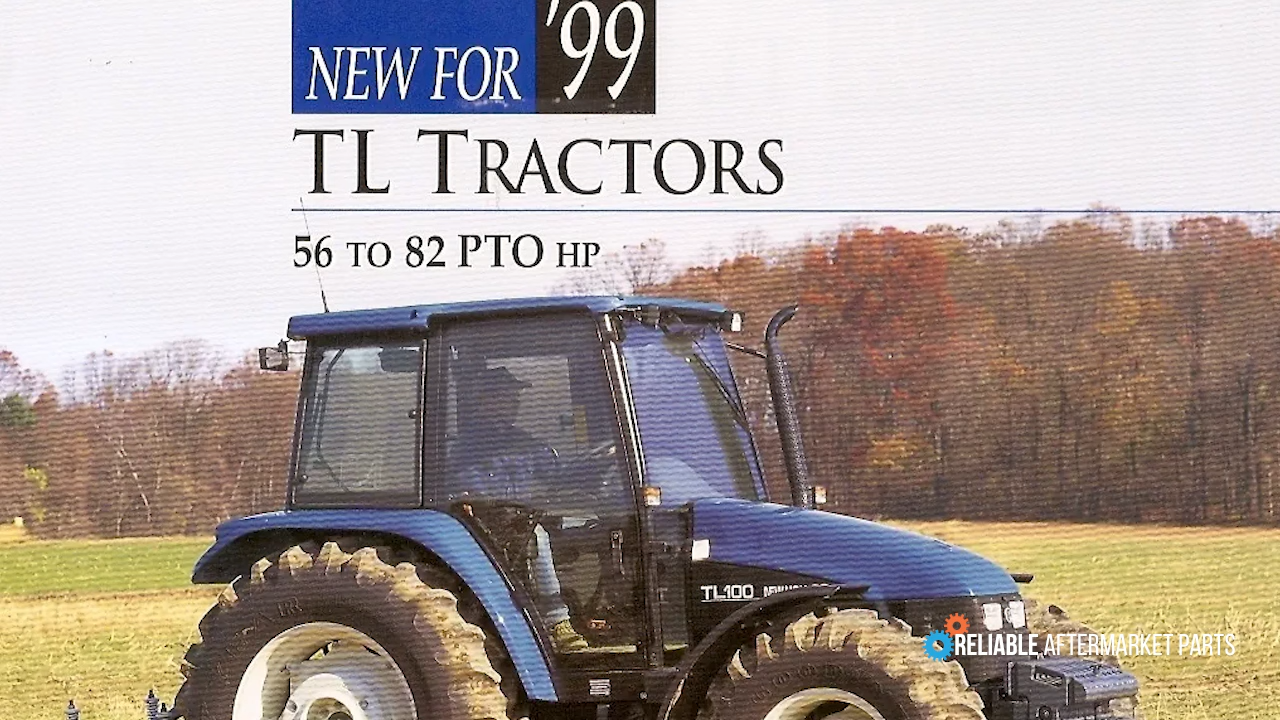 NEW FOR '99
TL TRACTORS
56 TO 82 PTO HP
TL100
RELIABLE AFTERMARKET PARTS